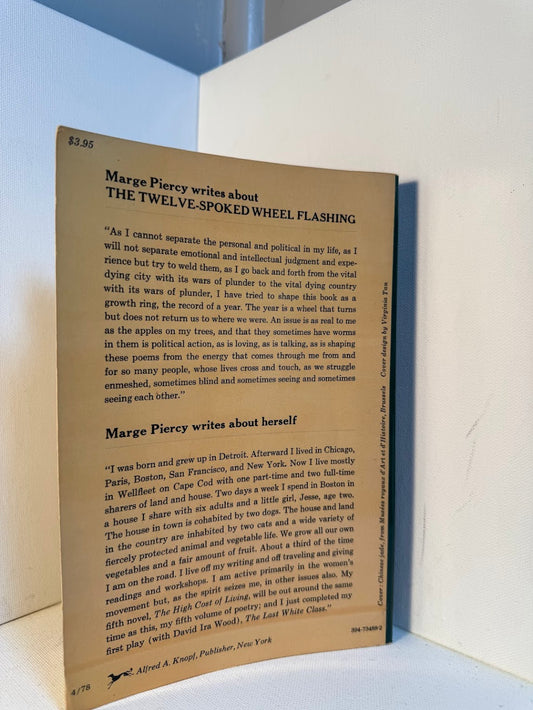 $3.95
Marge Piercy writes about
THE TWELVE-SPOKED WHEEL FLASHING
"As I cannot separate the personal and political in my life, as I
will not separate emotional and intellectual judgment and expe-
rience but try to weld them, as I go back and forth from the vital
dying city with its wars of plunder to the vital dying country
with its wars of plunder, I have tried to shape this book as a
growth ring, the record of a year. The year is a wheel that turns
but does not return us to where we were. An issue is as real to me
as the apples on my trees, and that they sometimes have worms
in them is political action, as is loving, as is talking, as is shaping
these poems from the energy that comes through me from and
for so many people, whose lives cross and touch, as we struggle
enmeshed, sometimes blind and sometimes seeing and sometimes
seeing each other."
Marge Piercy writes about herself
"I was born and grew up in Detroit. Afterward I lived in Chicago,
Paris, Boston, San Francisco, and New York. Now I live mostly
in Wellfleet on Cape Cod with one part-time and two full-time
sharers of land and house. Two days a week I spend in Boston in
a house I share with six adults and a little girl, Jesse, age two.
The house in town is cohabited by two dogs. The house and land
in the country are inhabited by two cats and a wide variety of
fiercely protected animal and vegetable life. We grow all our own
vegetables and a fair amount of fruit. About a third of the time
I am on the road. I live off my writing and off traveling and giving
readings and workshops. I am active primarily in the women's
movement but, as the spirit seizes me, in other issues also. My
fifth novel, The High Cost of Living, will be out around the same
time as this, my fifth volume of poetry; and I just completed my
first play (with David Ira Wood), The Last White Class."
Alfred A. Knopf, Publisher, New York
4/78
394-73488-2
Cover: Chinese jade, from Musées royaux d'Art et d'Histoire, Brussels Cover design by Virginia Tan